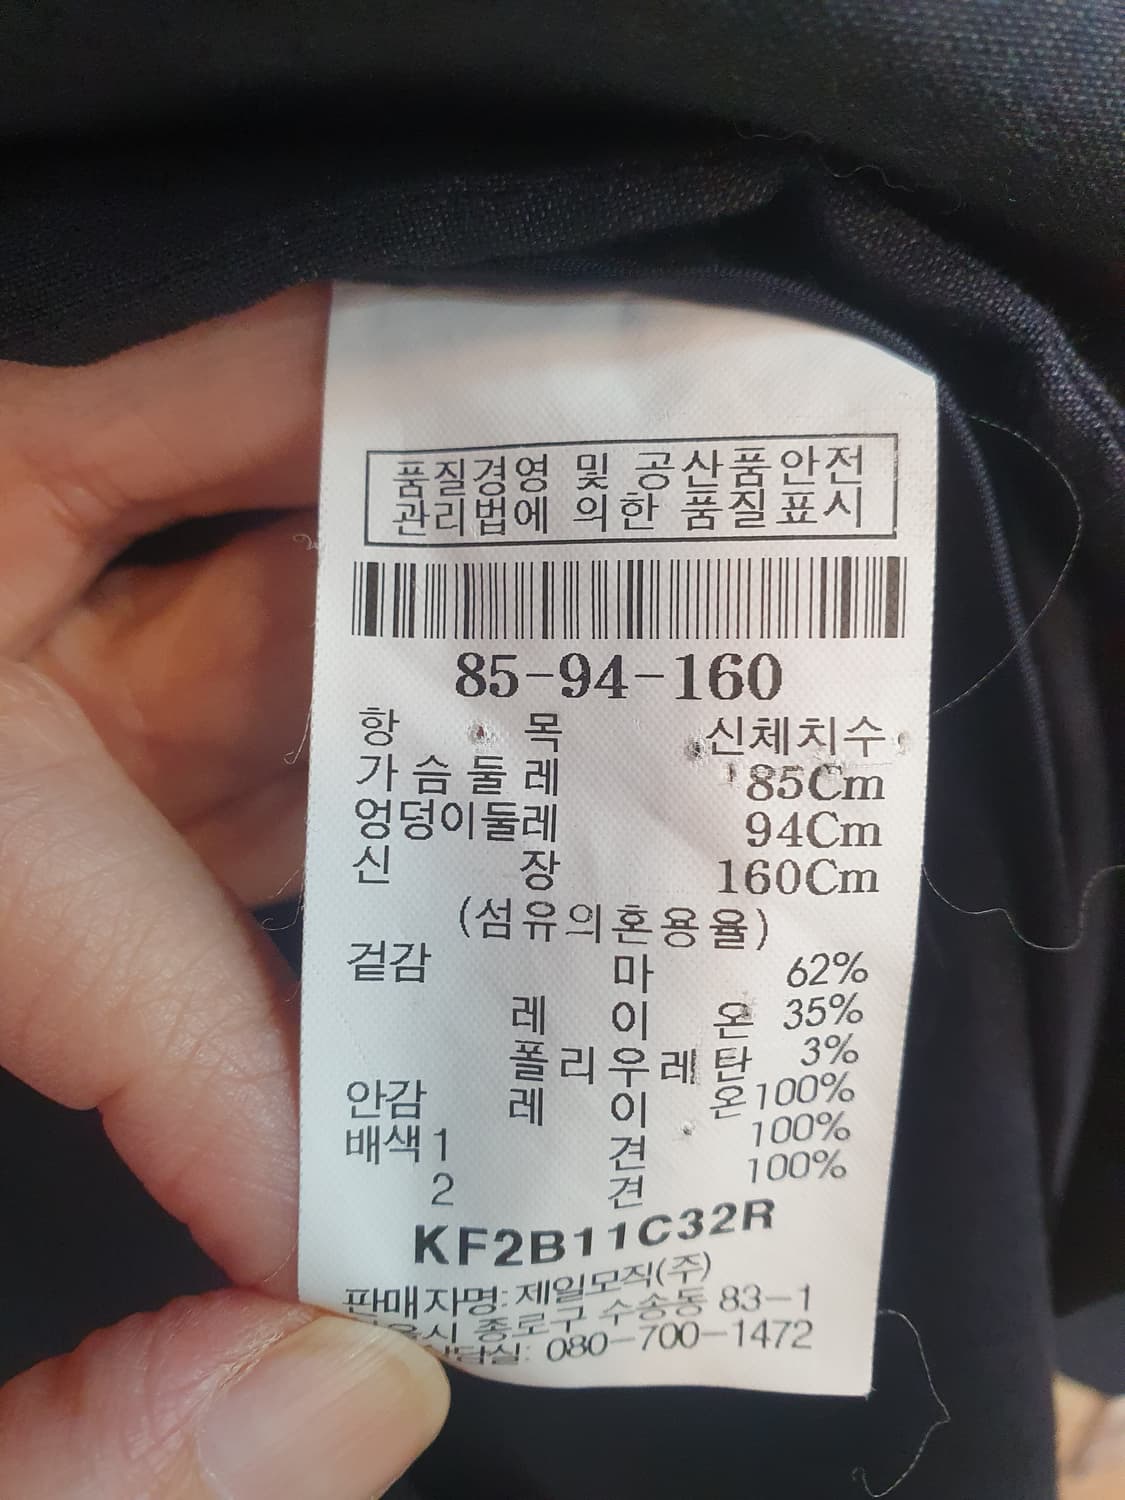 품질경영 및 공산품안전
관리법에 의한 품질표시
85-94-160
항 목 신체치수
가슴둘레 85Cm
엉덩이둘레 94Cm
신 장 160Cm
(섬유의혼용율)
겉감 마 62%
레 이 온 35%
폴리우레탄 3%
안감 레 이 온 100%
배색1 견 100%
2 견 100%
KF2B11C32R
판매자명: 제일모직(주)
종로구 수송동 83-1
080-700-1472